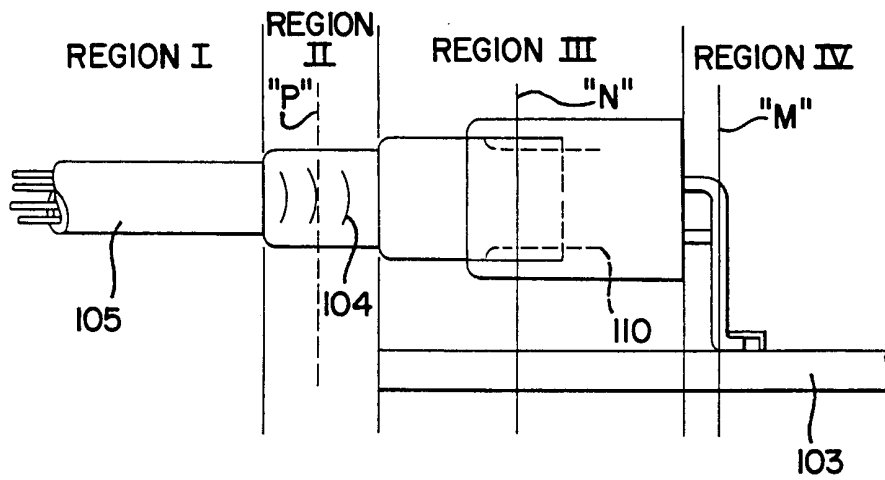 REGION I
REGION II
REGION III
REGION IV
"P"
"N"
"M"
105
104
110
103